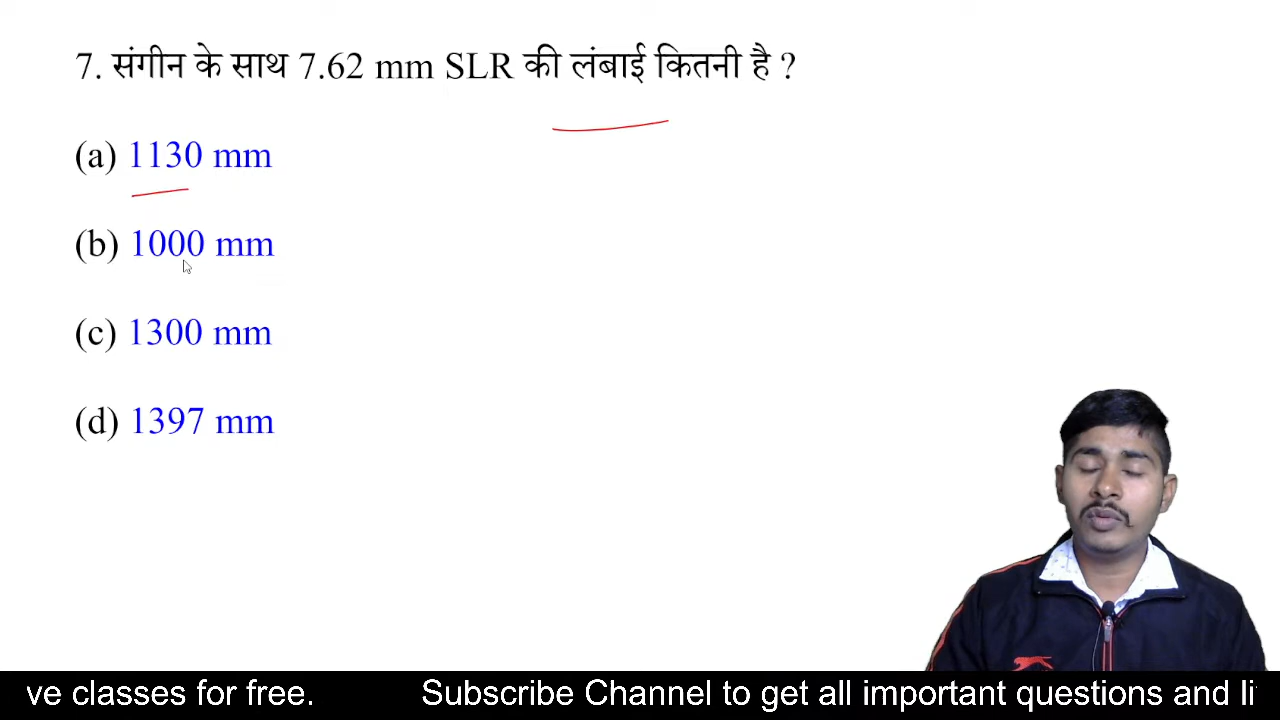 7. संगीन के साथ 7.62 mm SLR की लंबाई कितनी है ?
(a) 1130 mm
(b) 1000 mm
(c) 1300 mm
(d) 1397 mm
ve classes for free. Subscribe Channel to get all important questions and li